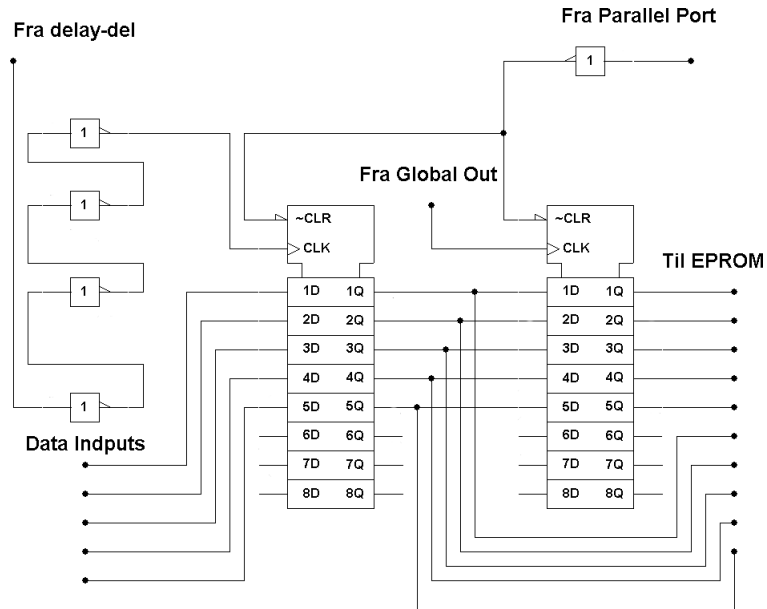 Fra delay-del
Fra Parallel Port
1
1
1
1
1
Fra Global Out
~CLR
CLK
~CLR
CLK
Til EPROM
1D 1Q
2D 2Q
3D 3Q
4D 4Q
5D 5Q
6D 6Q
7D 7Q
8D 8Q
1D 1Q
2D 2Q
3D 3Q
4D 4Q
5D 5Q
6D 6Q
7D 7Q
8D 8Q
Data Indputs